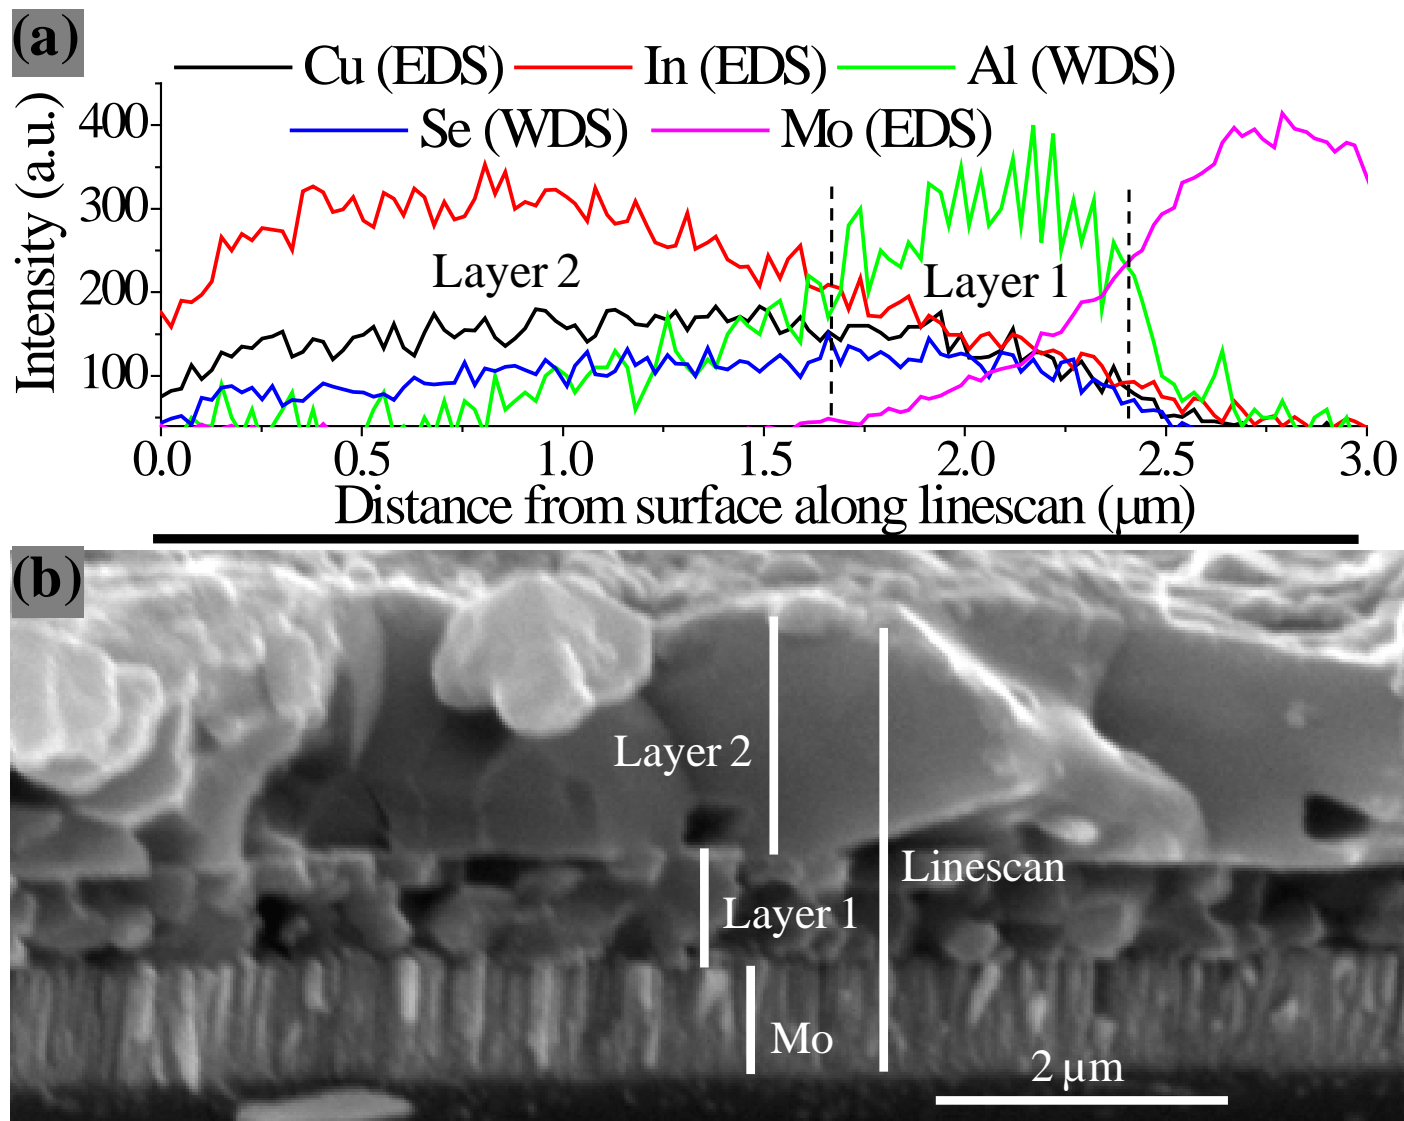 (a)
Cu (EDS) In (EDS) Al (WDS)
Se (WDS) Mo (EDS)
Intensity (a.u.)
400
300
200
100
Layer 2
Layer 1
0.0 0.5 1.0 1.5 2.0 2.5 3.0
Distance from surface along linescan (μm)
(b)
Layer 2
Linescan
Layer 1
Mo
2 μm